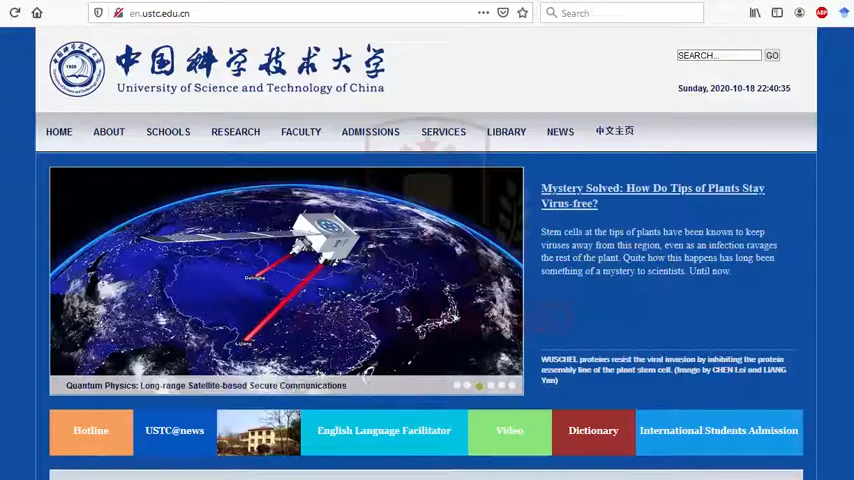 en.ustc.edu.cn
Search
ABP
1958
中国科学技术大学
University of Science and Technology of China
SEARCH...
GO
Sunday, 2020-10-18 22:40:35
HOME ABOUT SCHOOLS RESEARCH FACULTY ADMISSIONS SERVICES LIBRARY NEWS 中文主页
Delingha
Lijiang
Quantum Physics: Long-range Satellite-based Secure Communications
Mystery Solved: How Do Tips of Plants Stay
Virus-free?
Stem cells at the tips of plants have been known to keep
viruses away from this region, even as an infection ravages
the rest of the plant. Quite how this happens has long been
something of a mystery to scientists. Until now.
WUSCHEL proteins resist the viral invasion by inhibiting the protein
assembly line of the plant stem cell. (Image by CHEN Lei and LIANG
Yan)
Hotline
USTC@news
English Language Facilitator
Video
Dictionary
International Students Admission